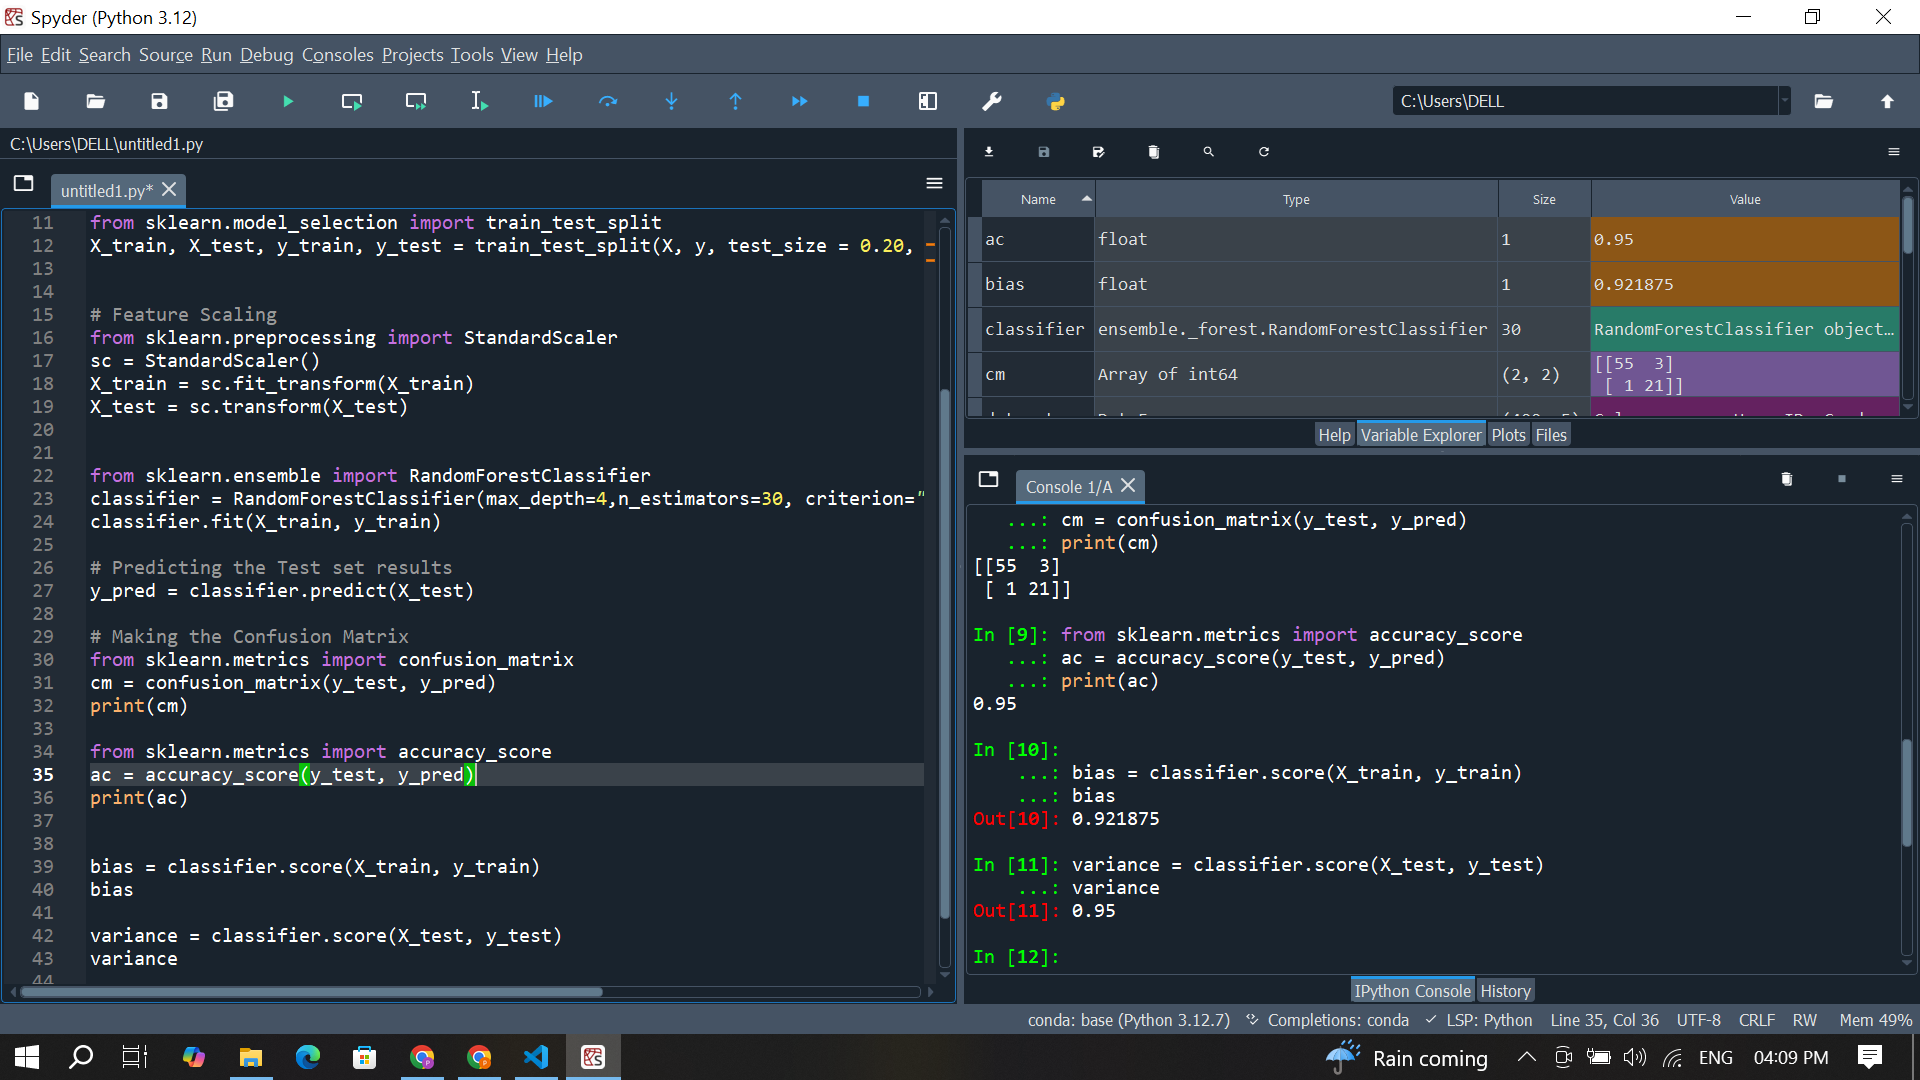 Spyder (Python 3.12)
File Edit Search Source Run Debug Consoles Projects Tools View Help
C:\Users\DELL
C:\Users\DELL\untitled1.py
untitled1.py*
11 from sklearn.model_selection import train_test_split
12 X_train, X_test, y_train, y_test = train_test_split(X, y, test_size = 0.20,
13
14
15 # Feature Scaling
16 from sklearn.preprocessing import StandardScaler
17 sc = StandardScaler()
18 X_train = sc.fit_transform(X_train)
19 X_test = sc.transform(X_test)
20
21
22 from sklearn.ensemble import RandomForestClassifier
23 classifier = RandomForestClassifier(max_depth=4,n_estimators=30, criterion="
24 classifier.fit(X_train, y_train)
25
26 # Predicting the Test set results
27 y_pred = classifier.predict(X_test)
28
29 # Making the Confusion Matrix
30 from sklearn.metrics import confusion_matrix
31 cm = confusion_matrix(y_test, y_pred)
32 print(cm)
33
34 from sklearn.metrics import accuracy_score
35 ac = accuracy_score(y_test, y_pred)
36 print(ac)
37
38
39 bias = classifier.score(X_train, y_train)
40 bias
41
42 variance = classifier.score(X_test, y_test)
43 variance
44
Name Type Size Value
ac float 1 0.95
bias float 1 0.921875
classifier ensemble._forest.RandomForestClassifier 30 RandomForestClassifier object…
cm Array of int64 (2, 2) [[55  3]
[ 1 21]]
Help Variable Explorer Plots Files
Console 1/A
...: cm = confusion_matrix(y_test, y_pred)
...: print(cm)
[[55  3]
[ 1 21]]
In [9]: from sklearn.metrics import accuracy_score
...: ac = accuracy_score(y_test, y_pred)
...: print(ac)
0.95
In [10]:
...: bias = classifier.score(X_train, y_train)
...: bias
Out[10]: 0.921875
In [11]: variance = classifier.score(X_test, y_test)
...: variance
Out[11]: 0.95
In [12]:
IPython Console History
conda: base (Python 3.12.7) Completions: conda LSP: Python Line 35, Col 36 UTF-8 CRLF RW Mem 49%
Rain coming ENG 04:09 PM